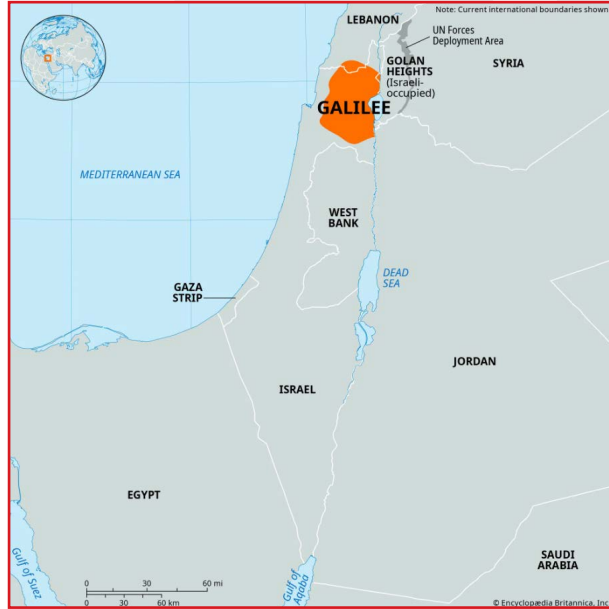 Note: Current international boundaries shown.
LEBANON
UN Forces
Deployment Area
GOLAN
HEIGHTS
(Israeli-
occupied)
SYRIA
GALILEE
MEDITERRANEAN SEA
WEST
BANK
DEAD
SEA
GAZA
STRIP
JORDAN
ISRAEL
EGYPT
SAUDI
ARABIA
Gulf of Suez
Gulf of
Aqaba
0 30 60 mi
0 30 60 km
© Encyclopædia Britannica, Inc.